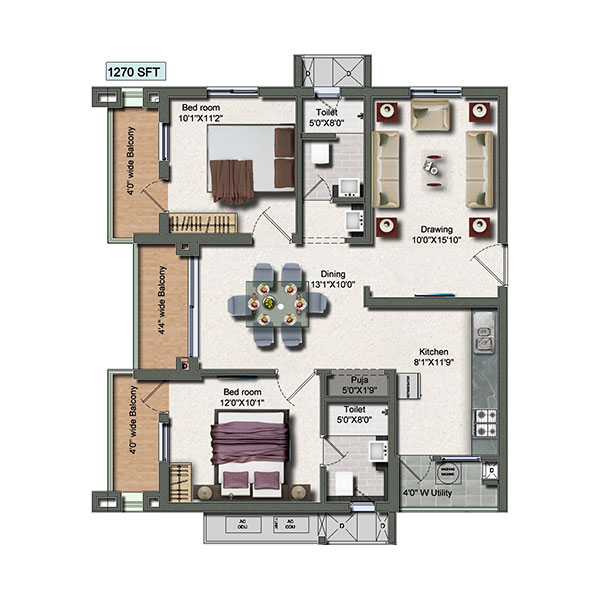 1270 SFT
Bed room
10'1"X11'2"
Toilet
5'0"X8'0"
D
D
4'0" wide Balcony
Drawing
10'0"X15'10"
Dining
13'1"X10'0"
4'4" wide Balcony
Kitchen
8'1"X11'9"
Puja
5'0"X1'9"
Bed room
12'0"X10'1"
Toilet
5'0"X8'0"
4'0" wide Balcony
4'0" W Utility
D
AC
ODU
AC
ODU
D
D